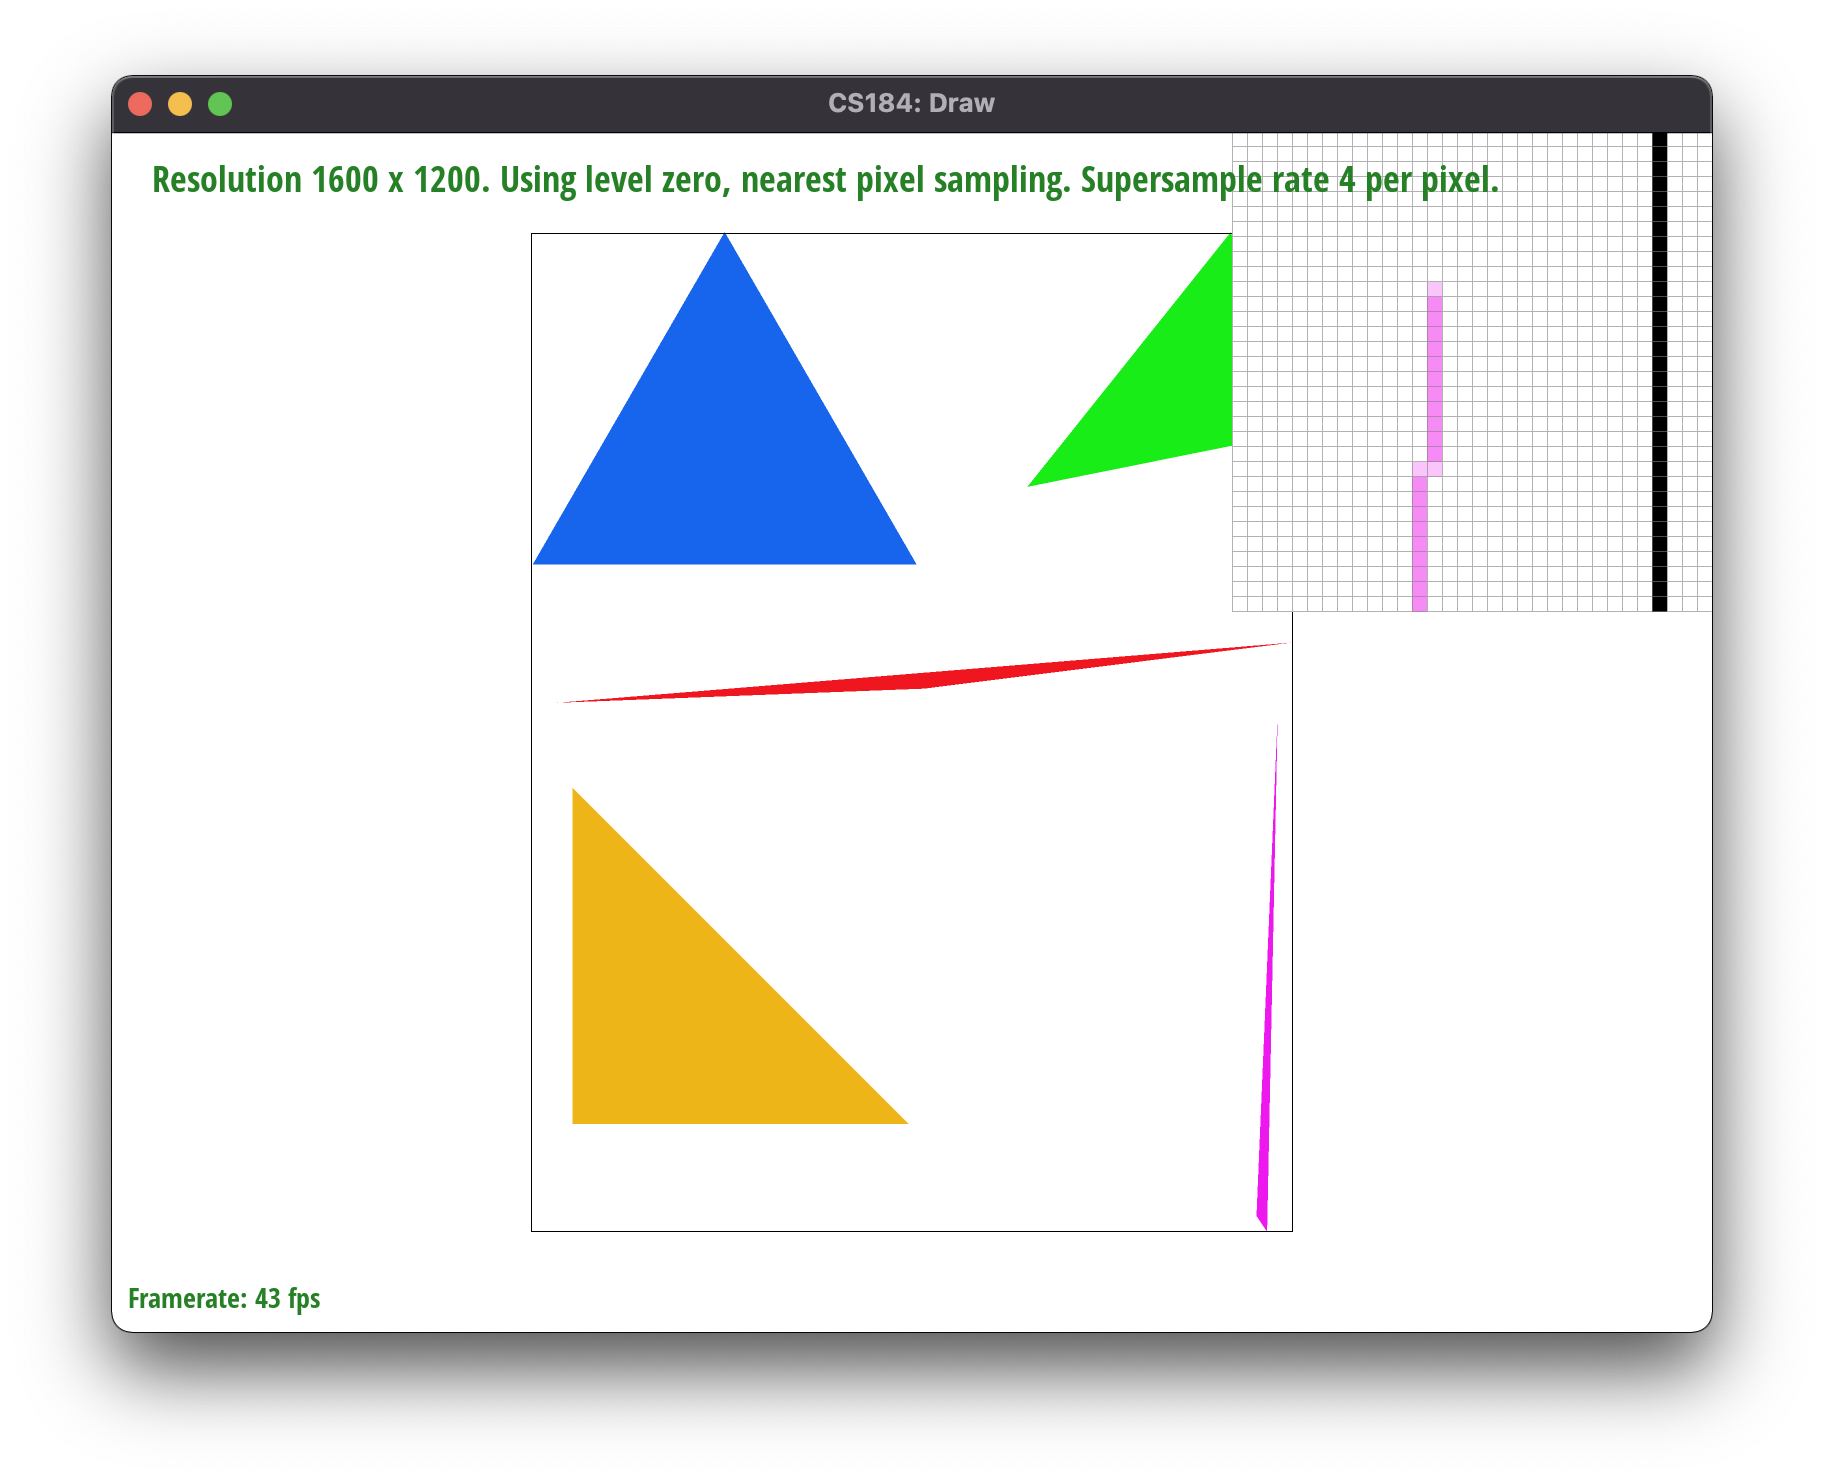 CS184: Draw
Resolution 1600 x 1200. Using level zero, nearest pixel sampling. Supersample rate 4 per pixel.
Framerate: 43 fps